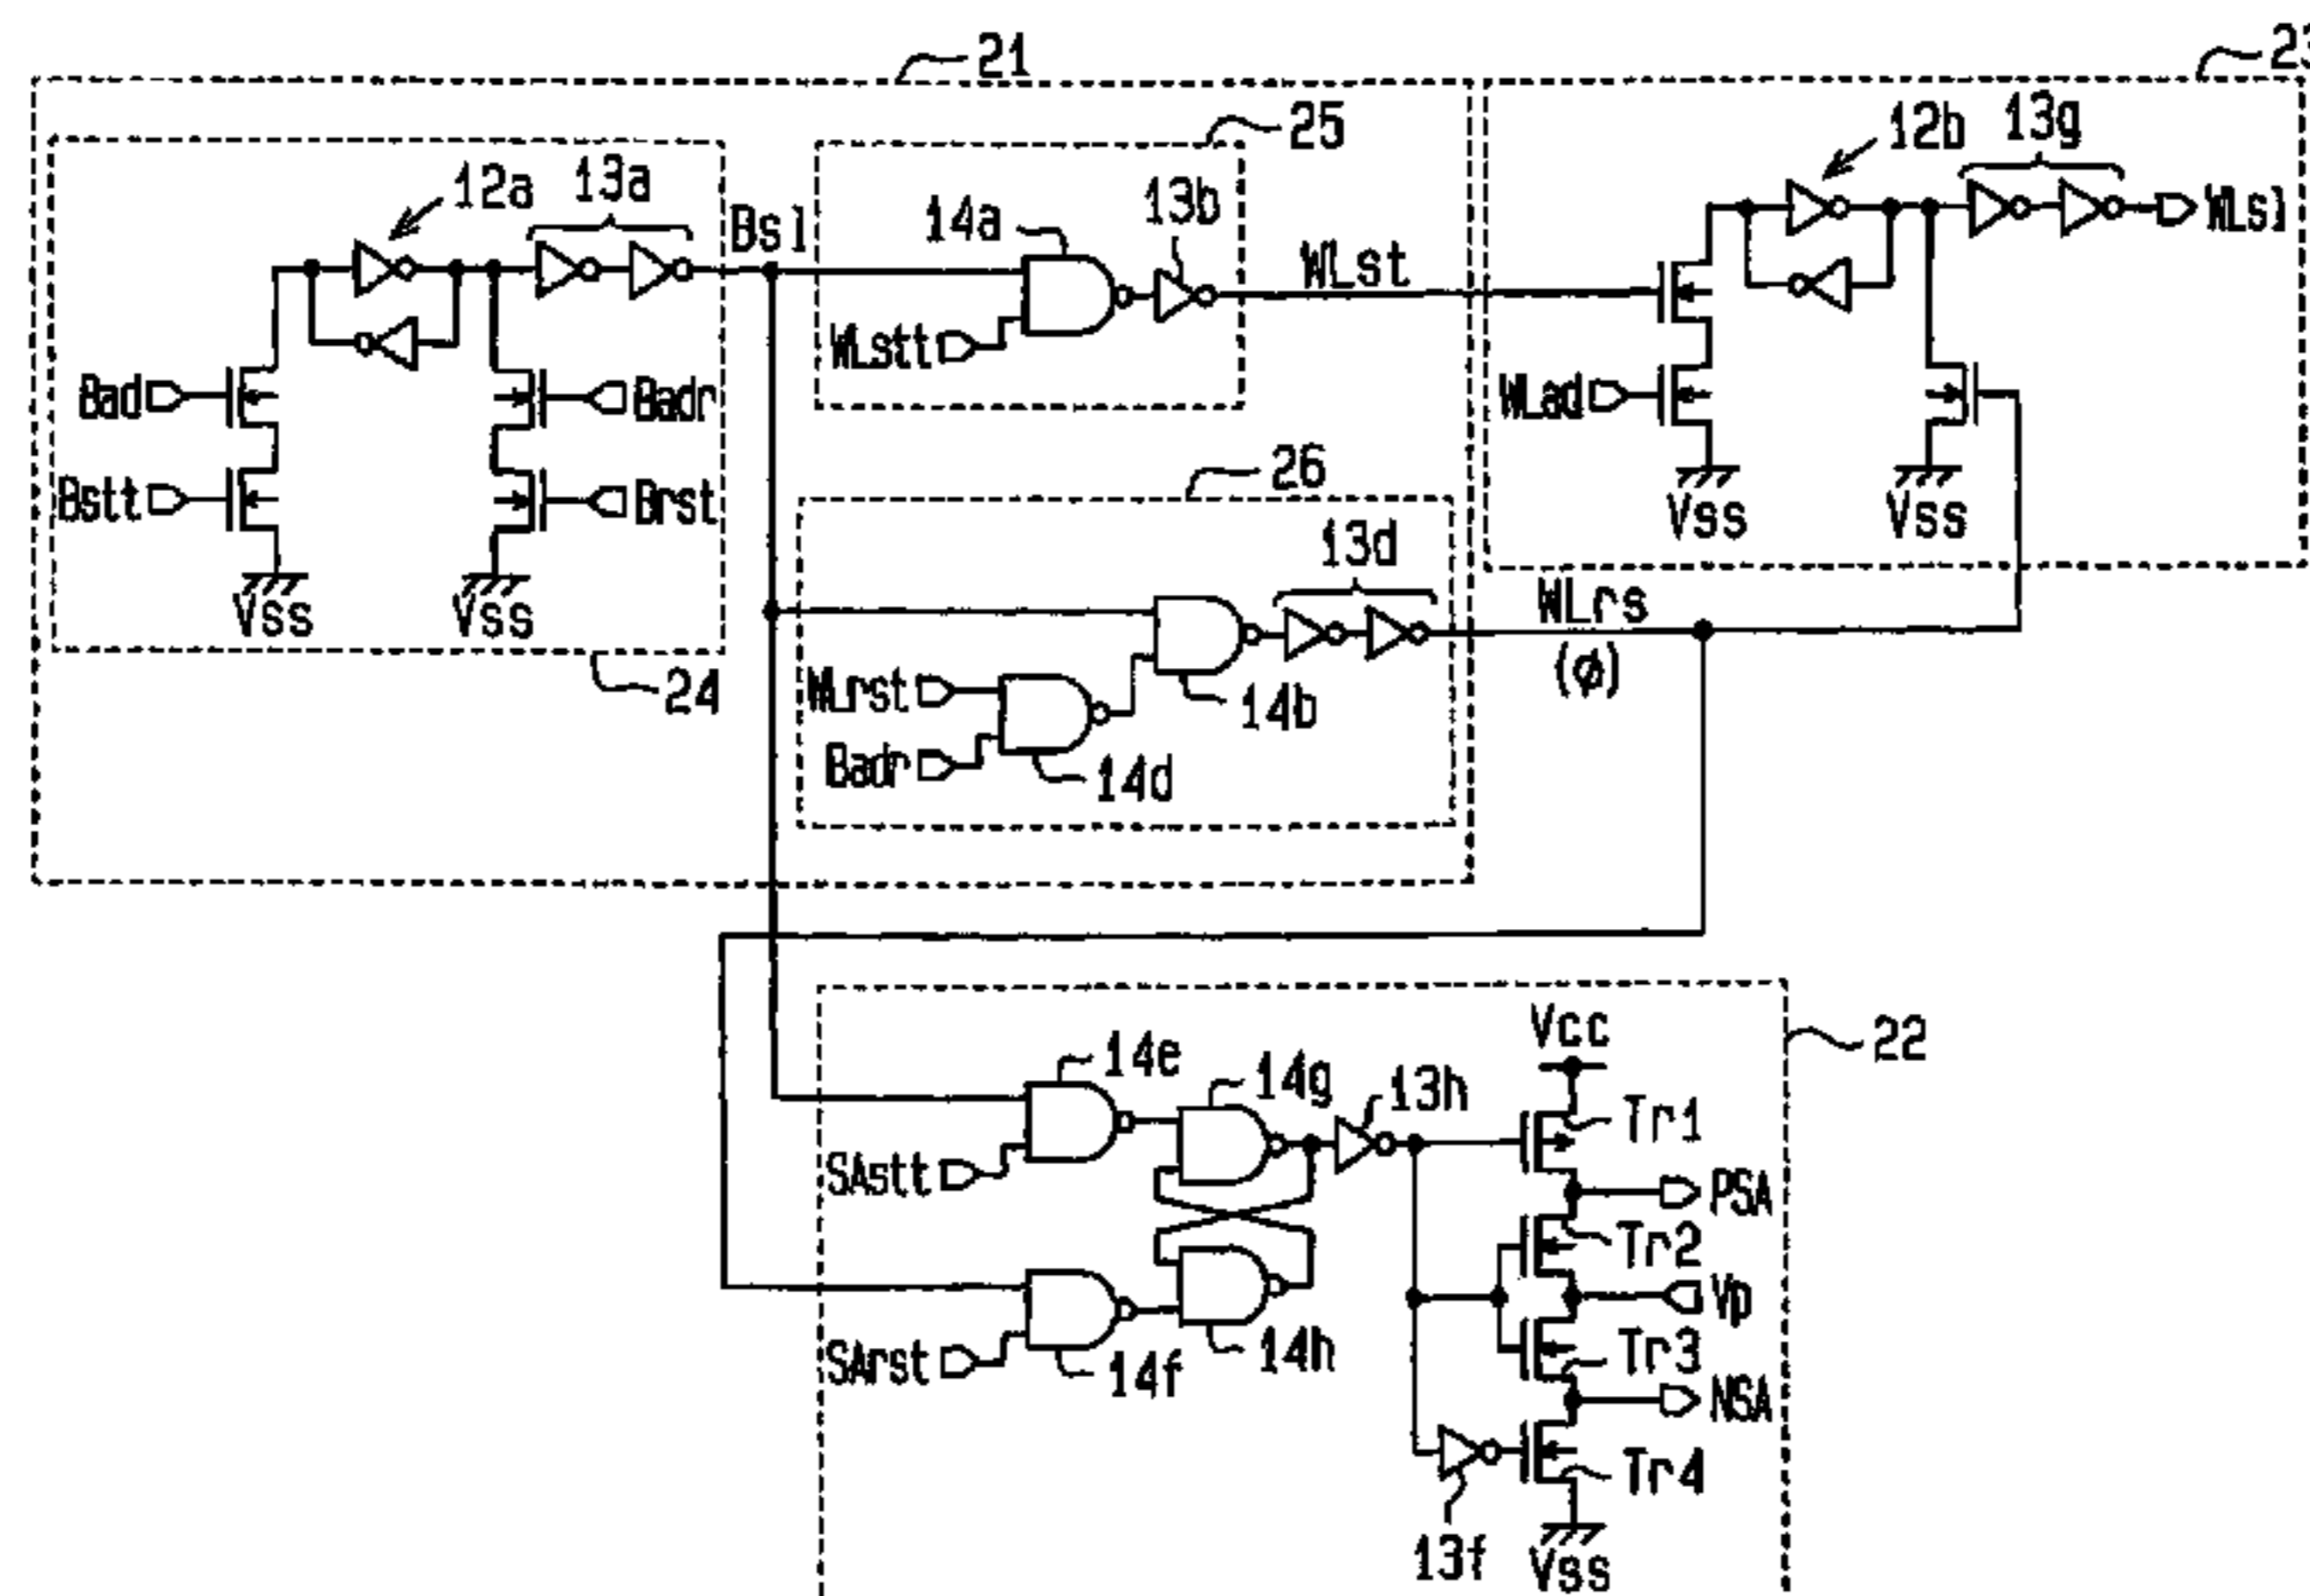 21
23
25
12a
13a
Bsl
14a
13b
WLst
12b
13g
WLsl
WLstt
Bad
Badr
WLad
Bstt
Brst
26
Vss
Vss
Vss
Vss
13d
WLrs
(φ)
24
WLrst
14b
Badr
14d
Vcc
22
14e
14g
13h
Tr1
SAstt
PSA
Tr2
Vp
SArst
14f
14h
Tr3
NSA
Tr4
13f
Vss